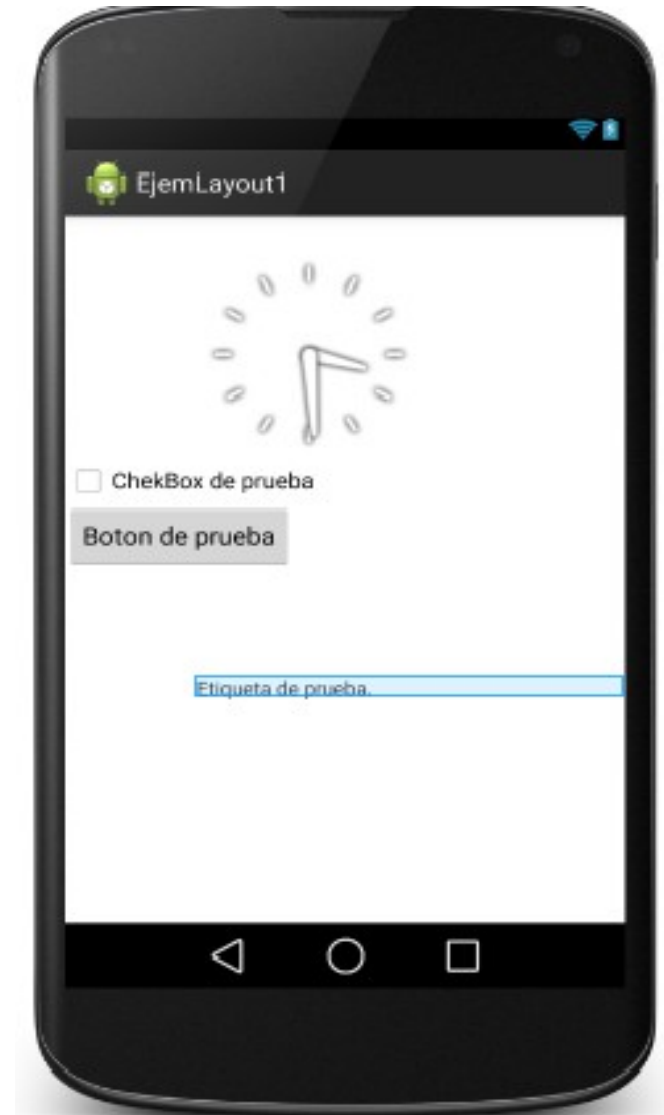 EjemLayout1
ChekBox de prueba
Boton de prueba
Etiqueta de prueba.